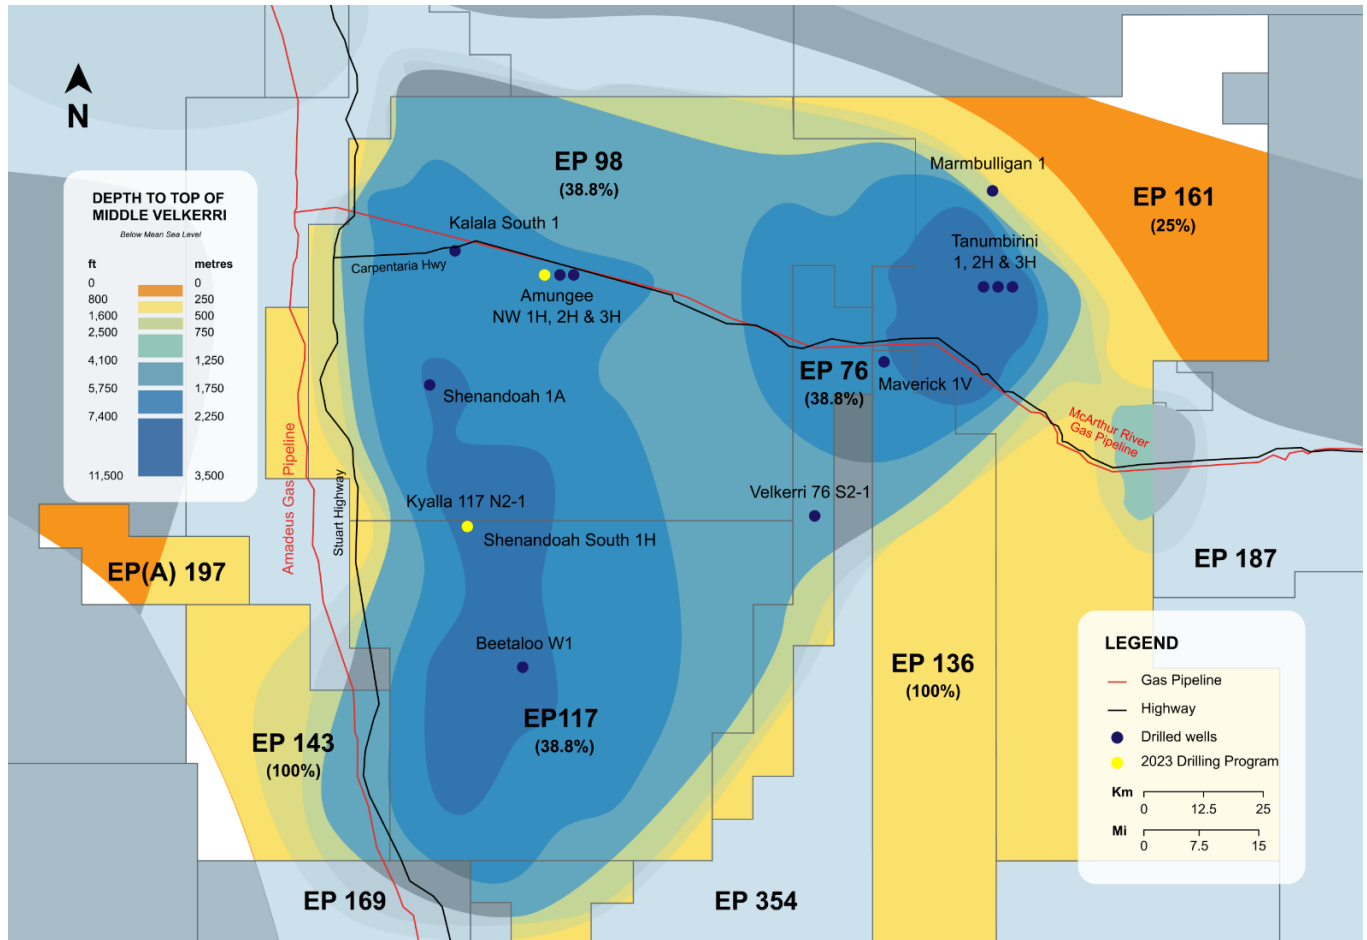 N
DEPTH TO TOP OF
MIDDLE VELKERRI
Below Mean Sea Level
ft metres
0 0
800 250
1,600 500
2,500 750
4,100 1,250
5,750 1,750
7,400 2,250
11,500 3,500
EP 98
(38.8%)
Marmbulligan 1
EP 161
(25%)
Kalala South 1
Carpentaria Hwy
Tanumbirini
1, 2H & 3H
Amungee
NW 1H, 2H & 3H
EP 76
(38.8%)
Maverick 1V
Shenandoah 1A
McArthur River
Gas Pipeline
Amadeus Gas Pipeline
Stuart Highway
Kyalla 117 N2-1
Velkerri 76 S2-1
Shenandoah South 1H
EP(A) 197
EP 187
Beetaloo W1
EP 136
(100%)
EP117
(38.8%)
EP 143
(100%)
EP 169
EP 354
LEGEND
Gas Pipeline
Highway
Drilled wells
2023 Drilling Program
Km
0 12.5 25
Mi
0 7.5 15